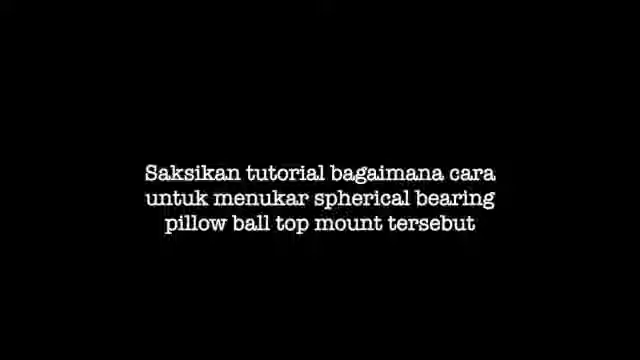 Saksikan tutorial bagaimana cara
untuk menukar spherical bearing
pillow ball top mount tersebut